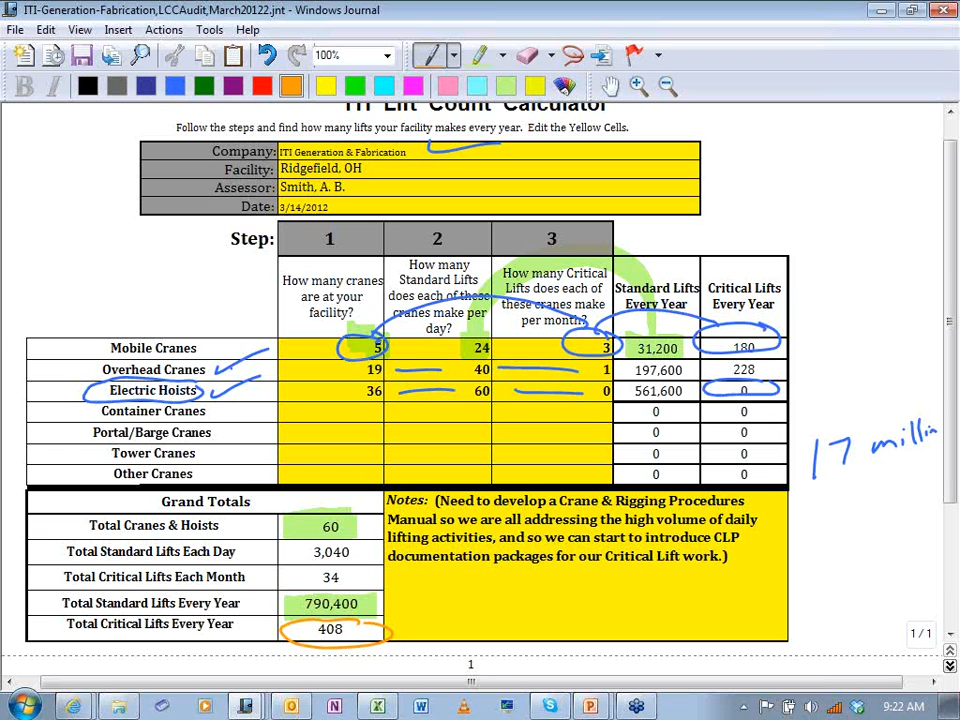 ITI-Generation-Fabrication,LCCAudit,March20122.jnt - Windows Journal
File Edit View Insert Actions Tools Help
100%
B I
ITI Lift Count Calculator
Follow the steps and find how many lifts your facility makes every year. Edit the Yellow Cells.
Company: ITI Generation & Fabrication
Facility: Ridgefield, OH
Assessor: Smith, A. B.
Date: 3/14/2012
Step: 1 2 3
How many cranes are at your facility?
How many Standard Lifts does each of these cranes make per day?
How many Critical Lifts does each of these cranes make per month?
Standard Lifts Every Year
Critical Lifts Every Year
Mobile Cranes 5 24 3 31,200 180
Overhead Cranes 19 40 1 197,600 228
Electric Hoists 36 60 0 561,600 0
Container Cranes 0 0
Portal/Barge Cranes 0 0
Tower Cranes 0 0
Other Cranes 0 0
17 million
Grand Totals
Total Cranes & Hoists 60
Total Standard Lifts Each Day 3,040
Total Critical Lifts Each Month 34
Total Standard Lifts Every Year 790,400
Total Critical Lifts Every Year 408
Notes: (Need to develop a Crane & Rigging Procedures
Manual so we are all addressing the high volume of daily
lifting activities, and so we can start to introduce CLP
documentation packages for our Critical Lift work.)
1 / 1
1
9:22 AM